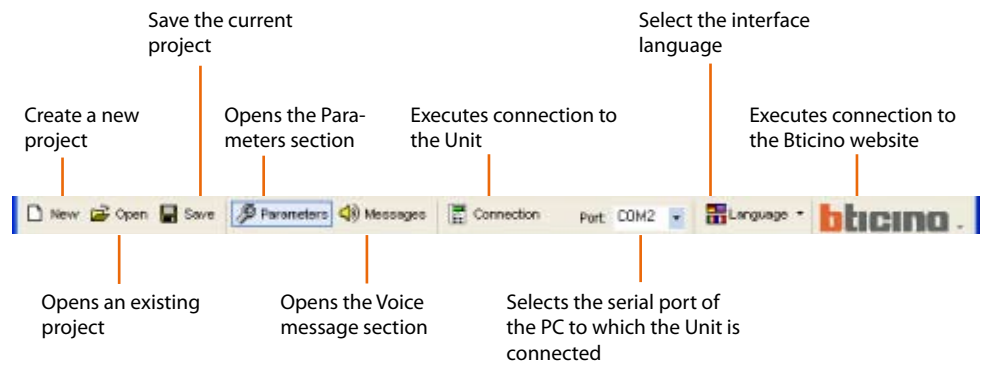 Save the current
project
Select the interface
language
Create a new
project
Opens the Para-
meters section
Executes connection to
the Unit
Executes connection to
the Bticino website
New Open Save Parameters Messages Connection Port: COM2 Language bticino
Opens an existing
project
Opens the Voice
message section
Selects the serial port of
the PC to which the Unit is
connected